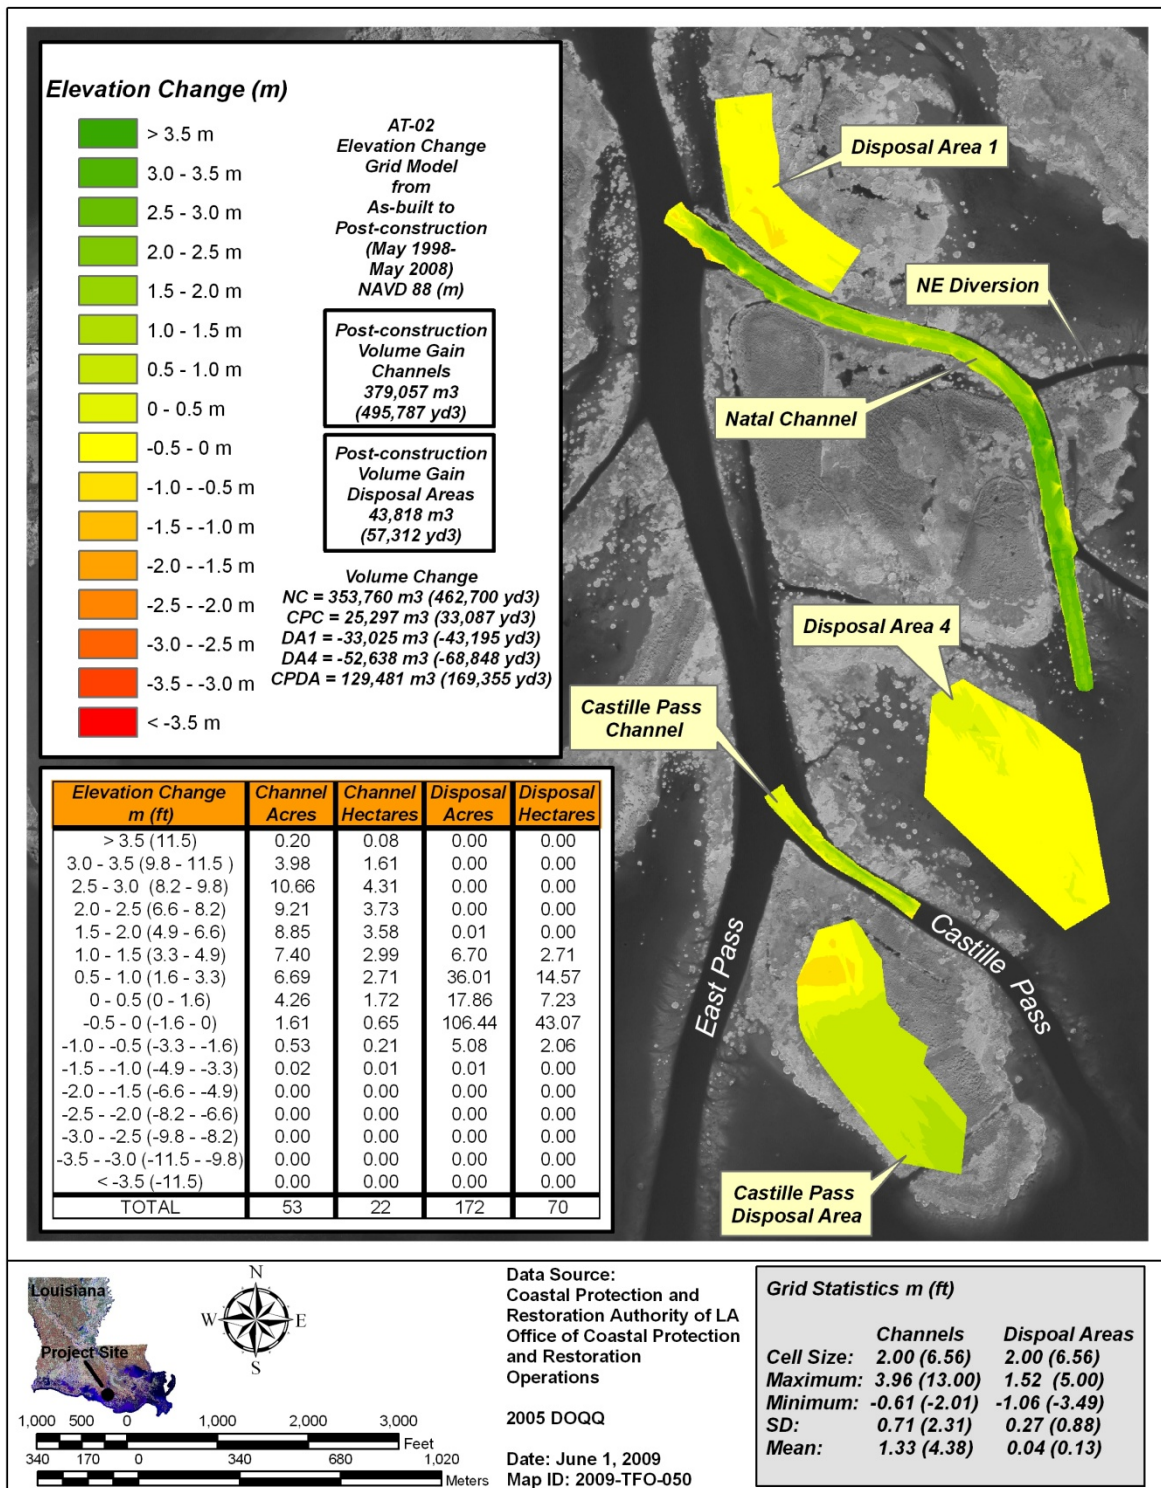 Elevation Change (m)
> 3.5 m
3.0 - 3.5 m
2.5 - 3.0 m
2.0 - 2.5 m
1.5 - 2.0 m
1.0 - 1.5 m
0.5 - 1.0 m
0 - 0.5 m
-0.5 - 0 m
-1.0 - -0.5 m
-1.5 - -1.0 m
-2.0 - -1.5 m
-2.5 - -2.0 m
-3.0 - -2.5 m
-3.5 - -3.0 m
< -3.5 m
AT-02
Elevation Change
Grid Model
from
As-built to
Post-construction
(May 1998-
May 2008)
NAVD 88 (m)
Post-construction
Volume Gain
Channels
379,057 m3
(495,787 yd3)
Post-construction
Volume Gain
Disposal Areas
43,818 m3
(57,312 yd3)
Volume Change
NC = 353,760 m3 (462,700 yd3)
CPC = 25,297 m3 (33,087 yd3)
DA1 = -33,025 m3 (-43,195 yd3)
DA4 = -52,638 m3 (-68,848 yd3)
CPDA = 129,481 m3 (169,355 yd3)
Disposal Area 1
NE Diversion
Natal Channel
Disposal Area 4
Castille Pass
Channel
East Pass
Castille Pass
Castille Pass
Disposal Area
Elevation Change m (ft) Channel Acres Channel Hectares Disposal Acres Disposal Hectares
> 3.5 (11.5) 0.20 0.08 0.00 0.00
3.0 - 3.5 (9.8 - 11.5 ) 3.98 1.61 0.00 0.00
2.5 - 3.0 (8.2 - 9.8) 10.66 4.31 0.00 0.00
2.0 - 2.5 (6.6 - 8.2) 9.21 3.73 0.00 0.00
1.5 - 2.0 (4.9 - 6.6) 8.85 3.58 0.01 0.00
1.0 - 1.5 (3.3 - 4.9) 7.40 2.99 6.70 2.71
0.5 - 1.0 (1.6 - 3.3) 6.69 2.71 36.01 14.57
0 - 0.5 (0 - 1.6) 4.26 1.72 17.86 7.23
-0.5 - 0 (-1.6 - 0) 1.61 0.65 106.44 43.07
-1.0 - -0.5 (-3.3 - -1.6) 0.53 0.21 5.08 2.06
-1.5 - -1.0 (-4.9 - -3.3) 0.02 0.01 0.01 0.00
-2.0 - -1.5 (-6.6 - -4.9) 0.00 0.00 0.00 0.00
-2.5 - -2.0 (-8.2 - -6.6) 0.00 0.00 0.00 0.00
-3.0 - -2.5 (-9.8 - -8.2) 0.00 0.00 0.00 0.00
-3.5 - -3.0 (-11.5 - -9.8) 0.00 0.00 0.00 0.00
< -3.5 (-11.5) 0.00 0.00 0.00 0.00
TOTAL 53 22 172 70
Louisiana
Project Site
N
W E
S
1,000 500 0 1,000 2,000 3,000
Feet
340 170 0 340 680 1,020
Meters
Data Source:
Coastal Protection and
Restoration Authority of LA
Office of Coastal Protection
and Restoration
Operations
2005 DOQQ
Date: June 1, 2009
Map ID: 2009-TFO-050
Grid Statistics m (ft)
Channels Dispoal Areas
Cell Size: 2.00 (6.56) 2.00 (6.56)
Maximum: 3.96 (13.00) 1.52 (5.00)
Minimum: -0.61 (-2.01) -1.06 (-3.49)
SD: 0.71 (2.31) 0.27 (0.88)
Mean: 1.33 (4.38) 0.04 (0.13)